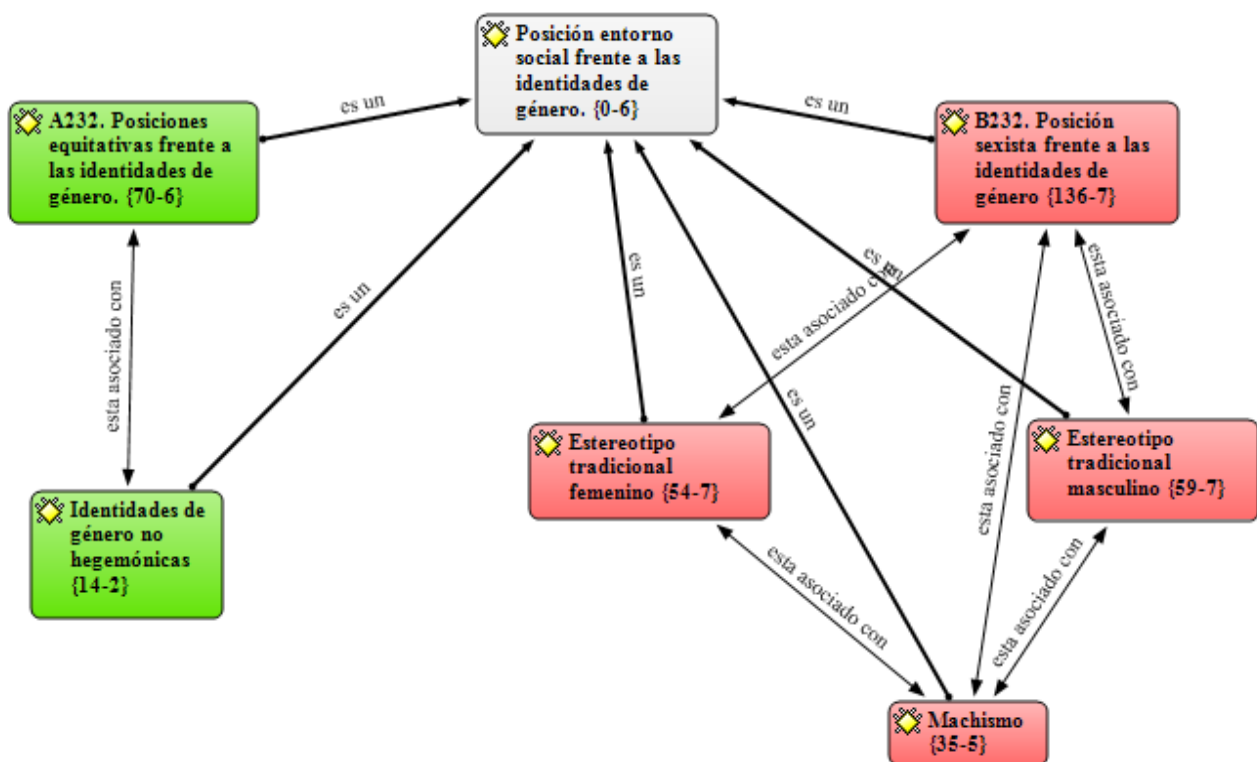 Posición entorno
social frente a las
identidades de
género. {0-6}
A232. Posiciones
equitativas frente a
las identidades de
género. {70-6}
B232. Posición
sexista frente a las
identidades de
género {136-7}
es un
es un
es un
es un
es un
es un
esta asociado con
esta asociado con
esta asociado con
esta asociado con
Estereotipo
tradicional
femenino {54-7}
Estereotipo
tradicional
masculino {59-7}
Identidades de
género no
hegemónicas
{14-2}
esta asociado con
esta asociado con
Machismo
{35-5}